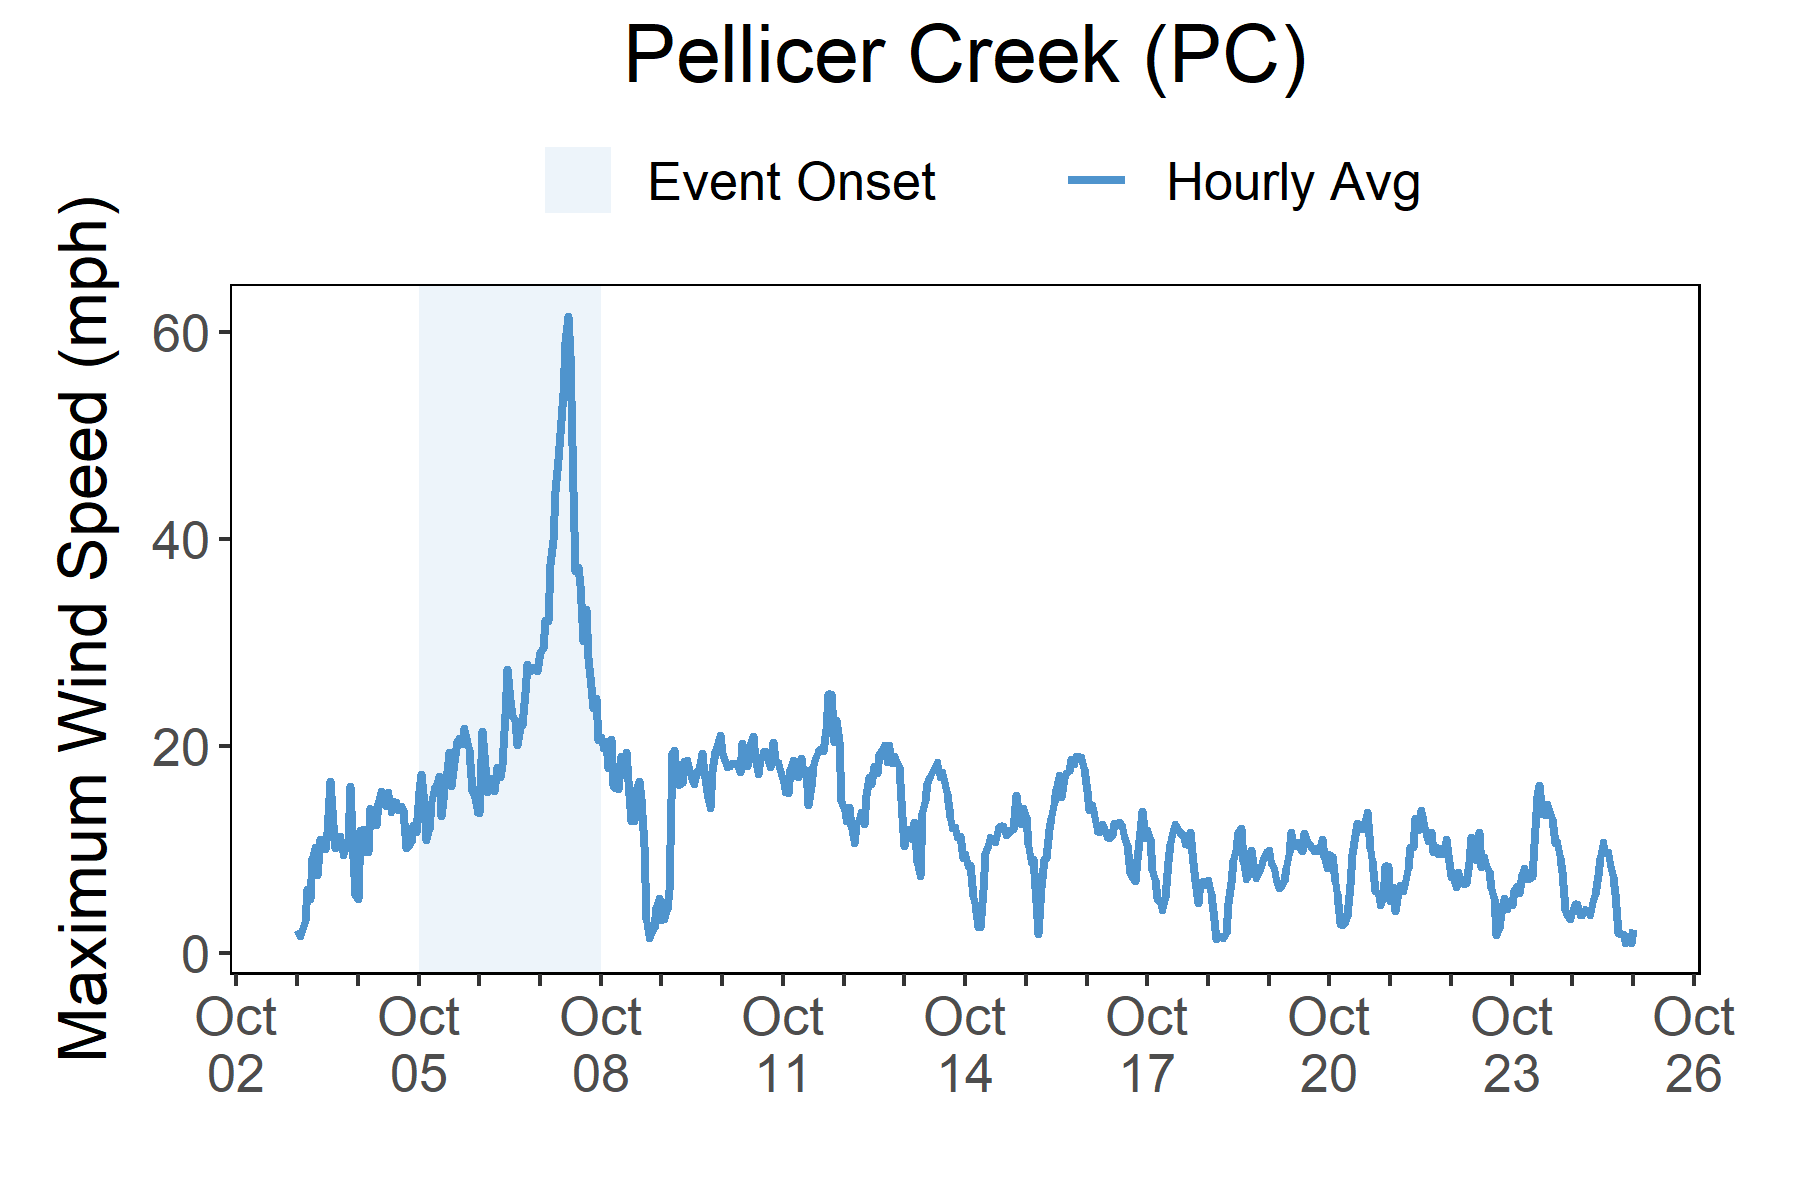 Pellicer Creek (PC)
Event Onset
Hourly Avg
Maximum Wind Speed (mph)
60
40
20
0
Oct 02
Oct 05
Oct 08
Oct 11
Oct 14
Oct 17
Oct 20
Oct 23
Oct 26